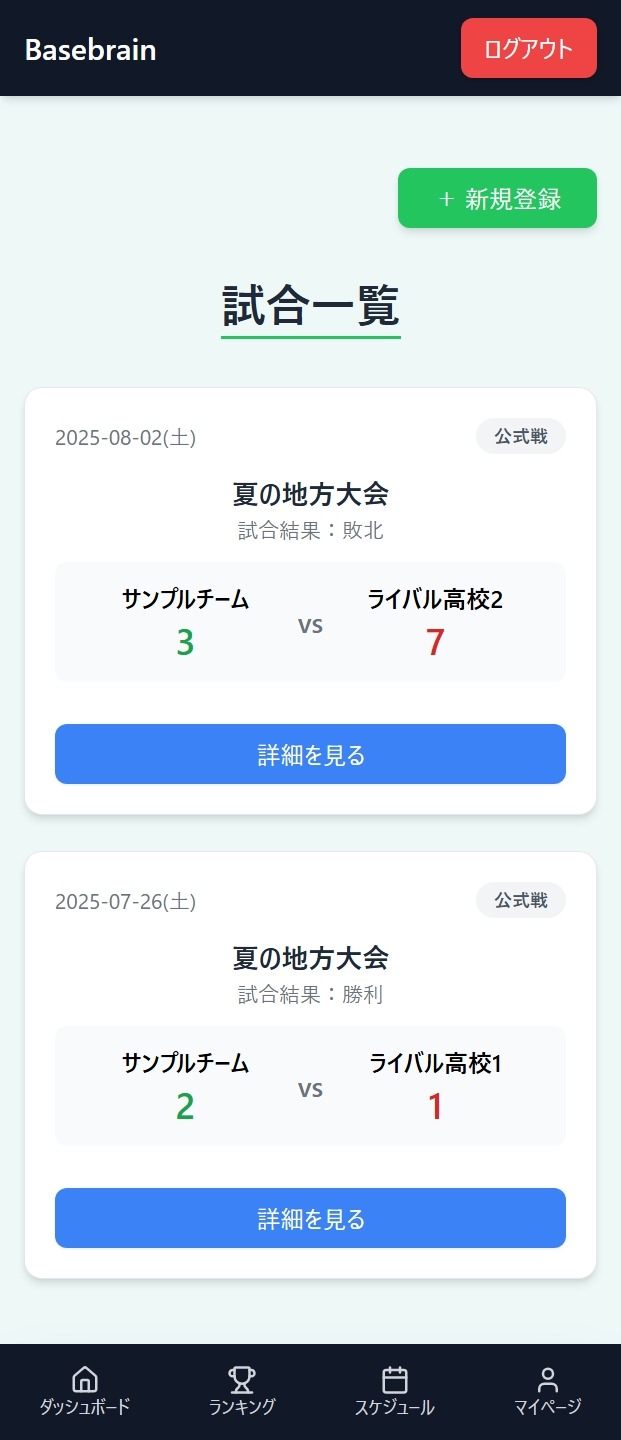 Basebrain
ログアウト
＋ 新規登録
試合一覧
2025-08-02(土)
公式戦
夏の地方大会
試合結果：敗北
サンプルチーム
vs
ライバル高校2
3
7
詳細を見る
2025-07-26(土)
公式戦
夏の地方大会
試合結果：勝利
サンプルチーム
vs
ライバル高校1
2
1
詳細を見る
ダッシュボード
ランキング
スケジュール
マイページ